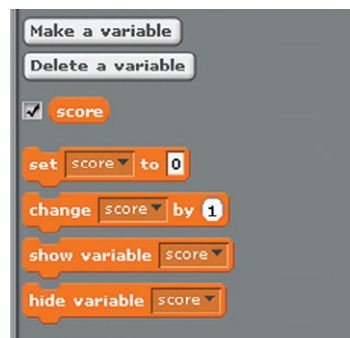 Make a variable
Delete a variable
score
set score to 0
change score by 1
show variable score
hide variable score